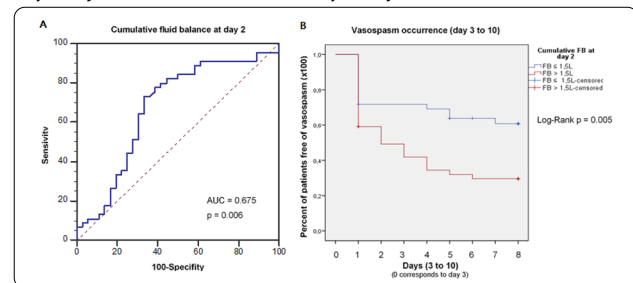 A
Cumulative fluid balance at day 2
100
80
60
40
20
0
Sensivity
0 20 40 60 80 100
100-Specifity
AUC = 0.675
p = 0.006
B
Vasospasm occurrence (day 3 to 10)
1,0
0,8
0,6
0,4
0,2
0,0
Percent of patients free of vasospasm (x100)
0 1 2 3 4 5 6 7 8
Days (3 to 10)
(0 corresponds to day 3)
Cumulative FB at
day 2
FB ≤ 1,5L
FB > 1,5L
FB ≤ 1,5L-censored
FB > 1,5L-censored
Log-Rank p = 0.005